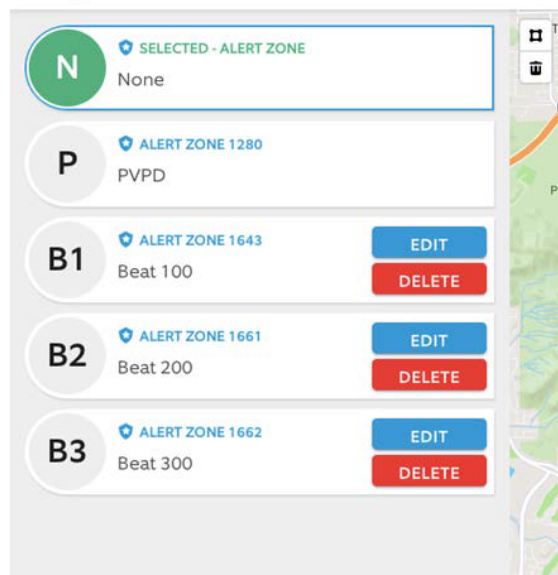 N
SELECTED - ALERT ZONE
None
P
ALERT ZONE 1280
PVPD
B1
ALERT ZONE 1643
Beat 100
EDIT
DELETE
B2
ALERT ZONE 1661
Beat 200
EDIT
DELETE
B3
ALERT ZONE 1662
Beat 300
EDIT
DELETE
T
P